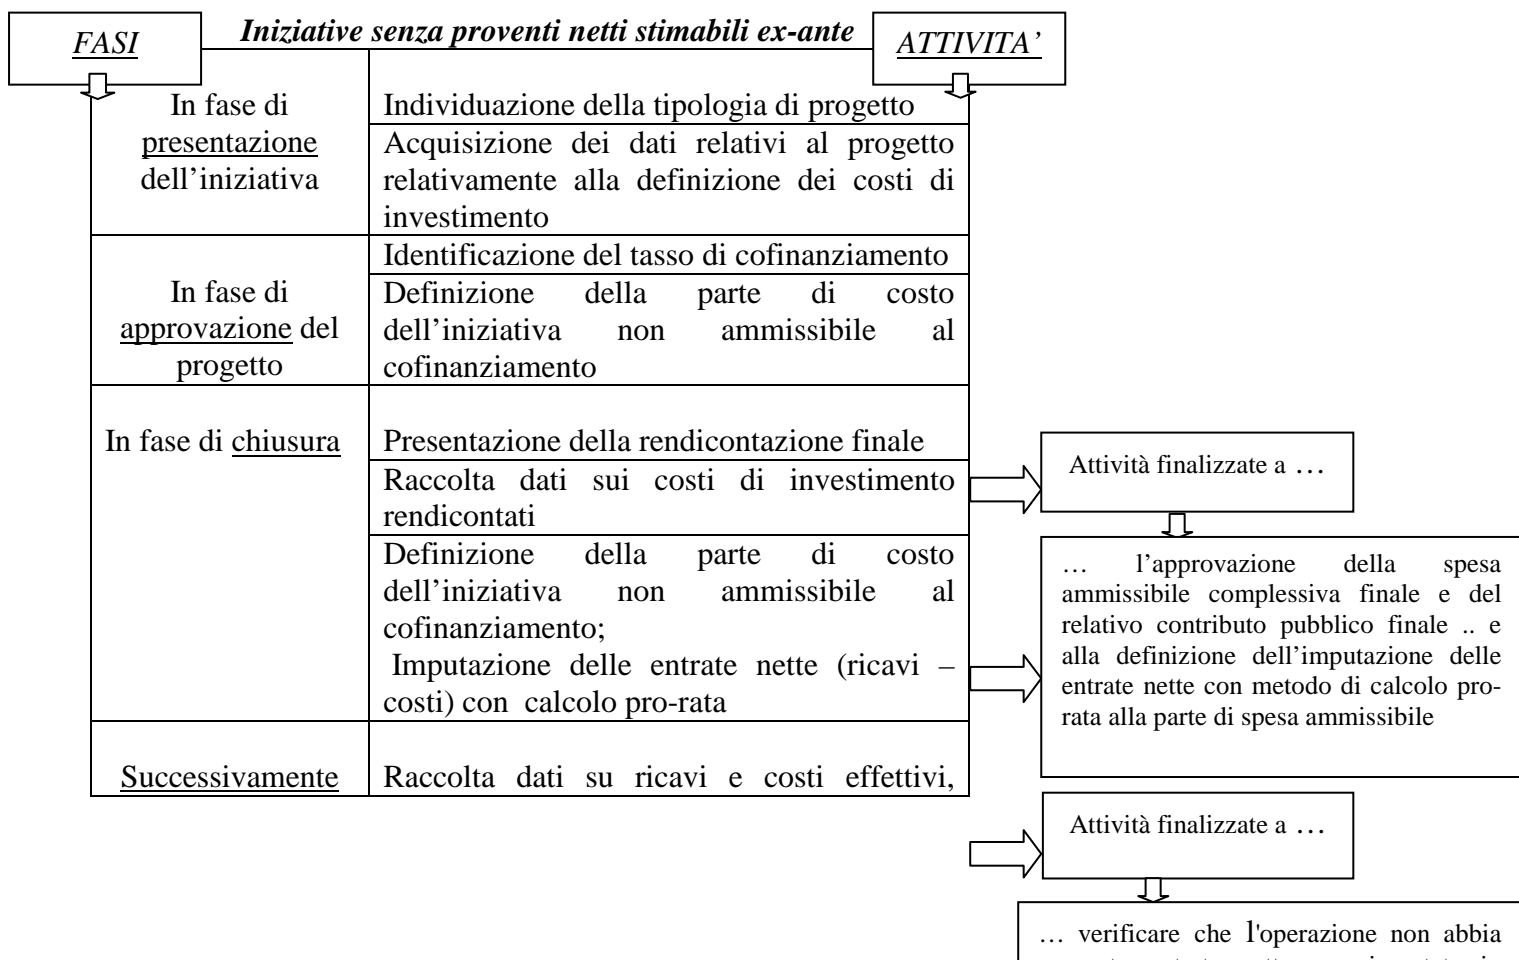 Iniziative senza proventi netti stimabili ex-ante
FASI
ATTIVITA’
In fase di
presentazione
dell’iniziativa
Individuazione della tipologia di progetto
Acquisizione dei dati relativi al progetto
relativamente alla definizione dei costi di
investimento
In fase di
approvazione del
progetto
Identificazione del tasso di cofinanziamento
Definizione della parte di costo
dell’iniziativa non ammissibile al
cofinanziamento
In fase di chiusura
Presentazione della rendicontazione finale
Raccolta dati sui costi di investimento
rendicontati
Definizione della parte di costo
dell’iniziativa non ammissibile al
cofinanziamento;
Imputazione delle entrate nette (ricavi –
costi) con calcolo pro-rata
Attività finalizzate a …
… l’approvazione della spesa
ammissibile complessiva finale e del
relativo contributo pubblico finale .. e
alla definizione dell’imputazione delle
entrate nette con metodo di calcolo pro-
rata alla parte di spesa ammissibile
Successivamente
Raccolta dati su ricavi e costi effettivi,
Attività finalizzate a …
… verificare che l'operazione non abbia